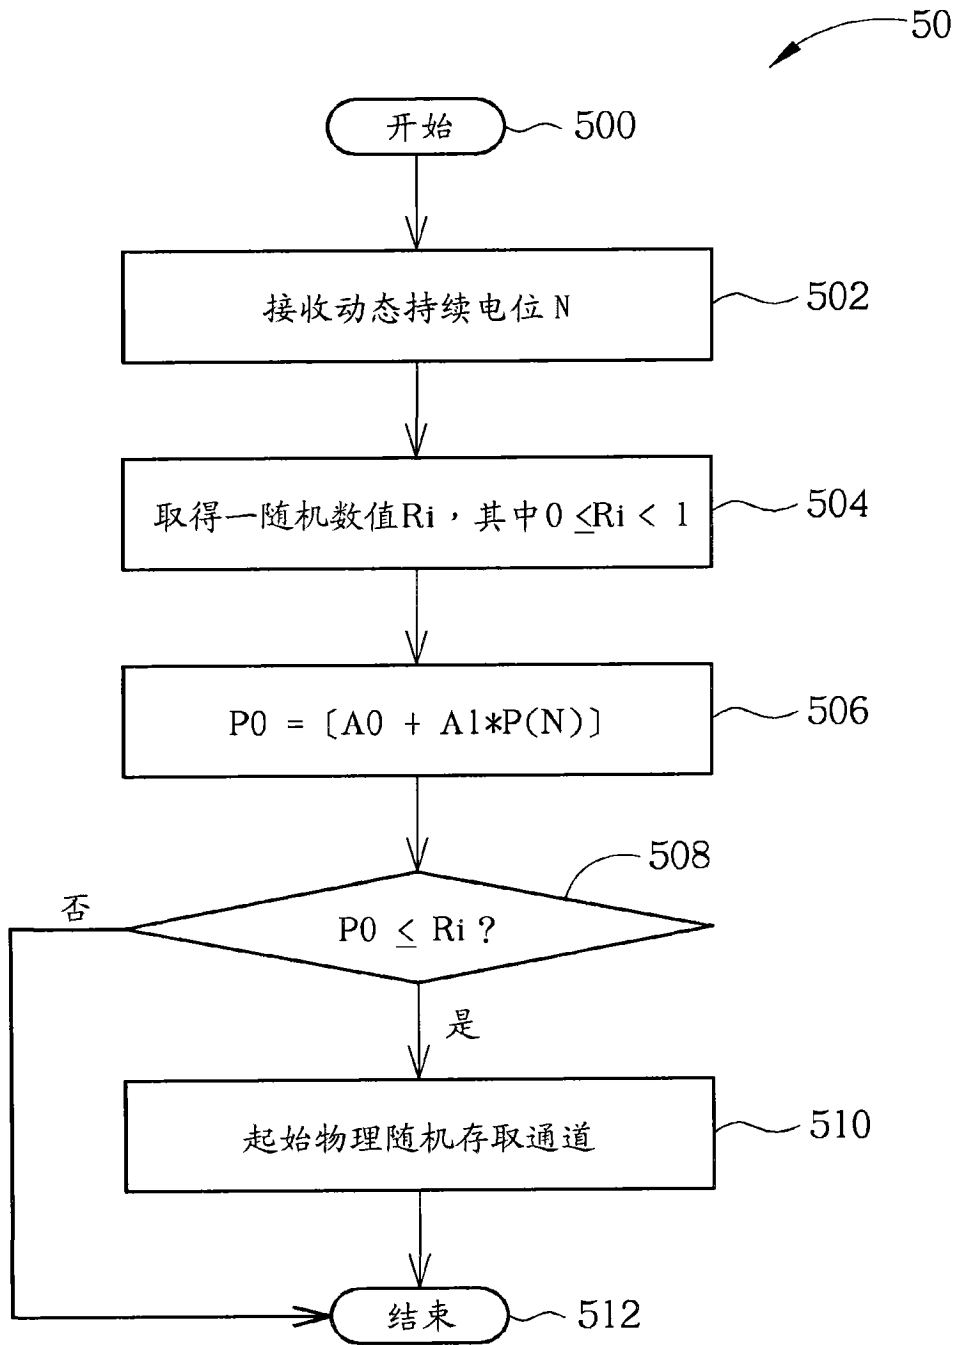 50
开始
500
接收动态持续电位 N
502
取得一随机数值Ri，其中0 ≤Ri < 1
504
P0 = [A0 + A1*P(N)]
506
508
否
P0 ≤ Ri ?
是
起始物理随机存取通道
510
结束
512